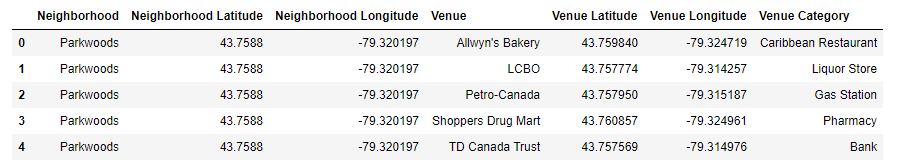 Neighborhood Neighborhood Latitude Neighborhood Longitude Venue Venue Latitude Venue Longitude Venue Category
0 Parkwoods 43.7588 -79.320197 Allwyn's Bakery 43.759840 -79.324719 Caribbean Restaurant
1 Parkwoods 43.7588 -79.320197 LCBO 43.757774 -79.314257 Liquor Store
2 Parkwoods 43.7588 -79.320197 Petro-Canada 43.757950 -79.315187 Gas Station
3 Parkwoods 43.7588 -79.320197 Shoppers Drug Mart 43.760857 -79.324961 Pharmacy
4 Parkwoods 43.7588 -79.320197 TD Canada Trust 43.757569 -79.314976 Bank